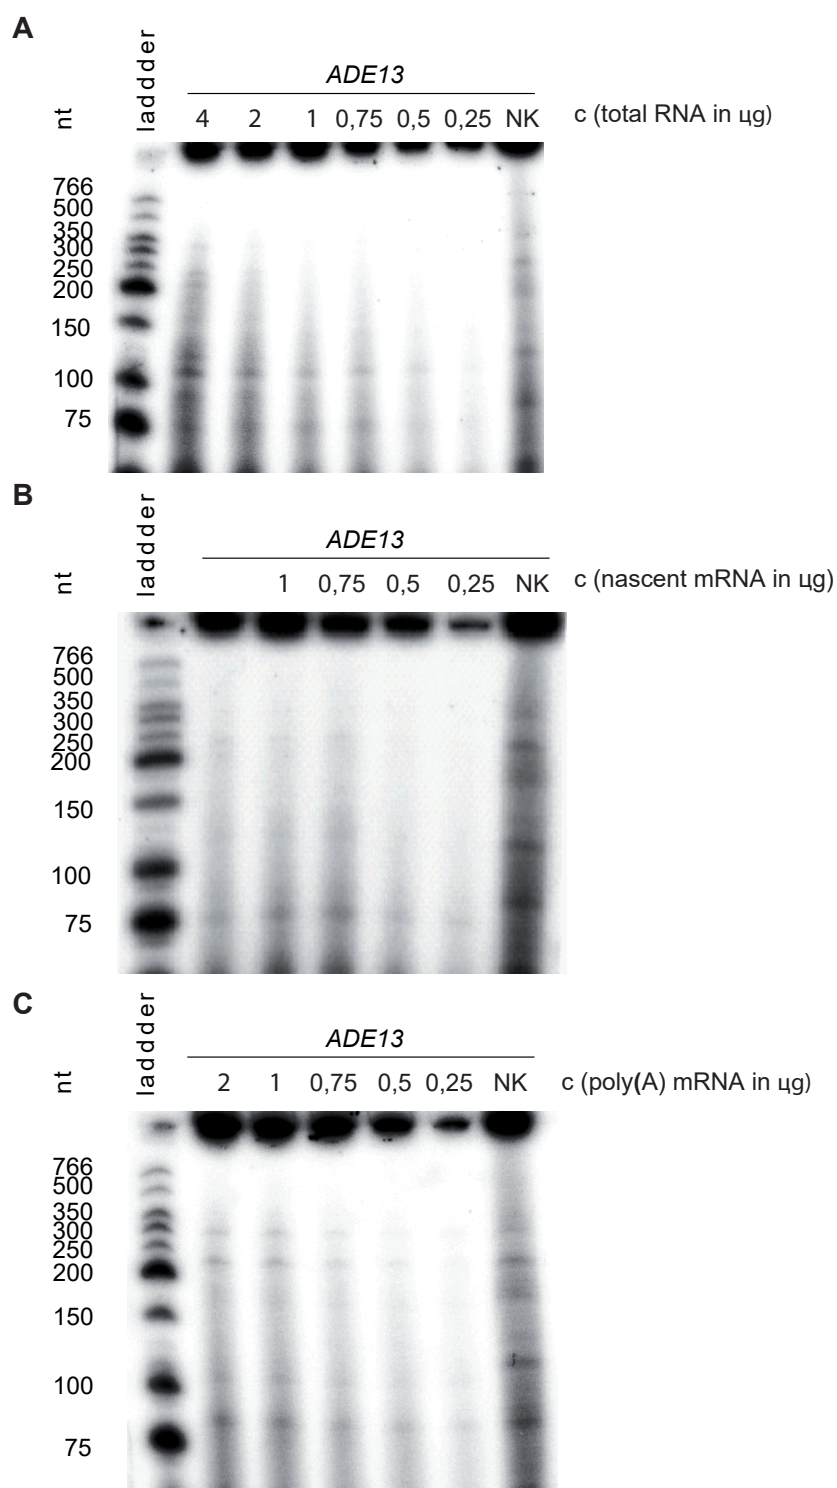 A
laddder
nt
ADE13
4 2 1 0,75 0,5 0,25 NK c (total RNA in цg)
766
500
350
300
250
200
150
100
75
B
laddder
nt
ADE13
1 0,75 0,5 0,25 NK c (nascent mRNA in цg)
766
500
350
300
250
200
150
100
75
C
laddder
nt
ADE13
2 1 0,75 0,5 0,25 NK c (poly(A) mRNA in цg)
766
500
350
300
250
200
150
100
75